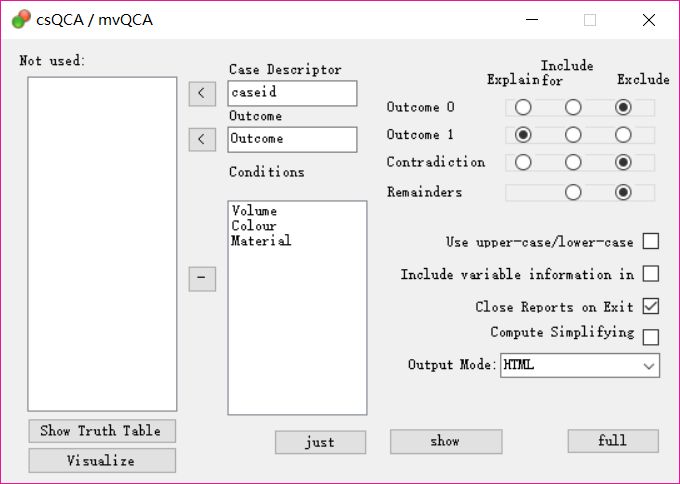 csQCA / mvQCA
Not used:
<
Case Descriptor
caseid
<
Outcome
Outcome
Conditions
-
Volume
Colour
Material
Explain
Include
for
Exclude
Outcome 0
Outcome 1
Contradiction
Remainders
Use upper-case/lower-case
Include variable information in
Close Reports on Exit
Compute Simplifying
Output Mode: HTML
Show Truth Table
Visualize
just
show
full